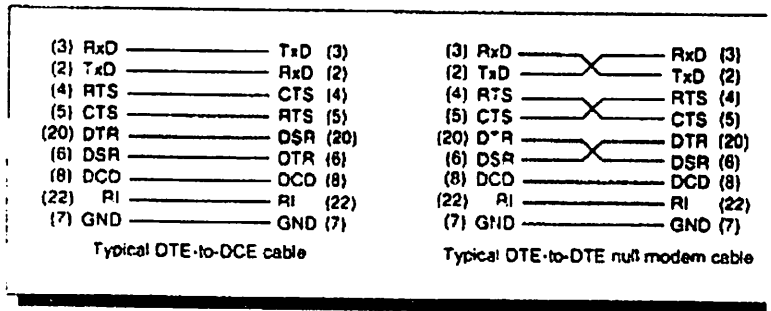 (3) RxD TxD (3)
(2) TxD RxD (2)
(4) RTS CTS (4)
(5) CTS RTS (5)
(20) DTR DSR (20)
(6) DSR DTR (6)
(8) DCD DCD (8)
(22) RI RI (22)
(7) GND GND (7)
Typical DTE-to-DCE cable
(3) RxD RxD (3)
(2) TxD TxD (2)
(4) RTS RTS (4)
(5) CTS CTS (5)
(20) DTR DTR (20)
(6) DSR DSR (6)
(8) DCD DCD (8)
(22) RI RI (22)
(7) GND GND (7)
Typical DTE-to-DTE null modem cable